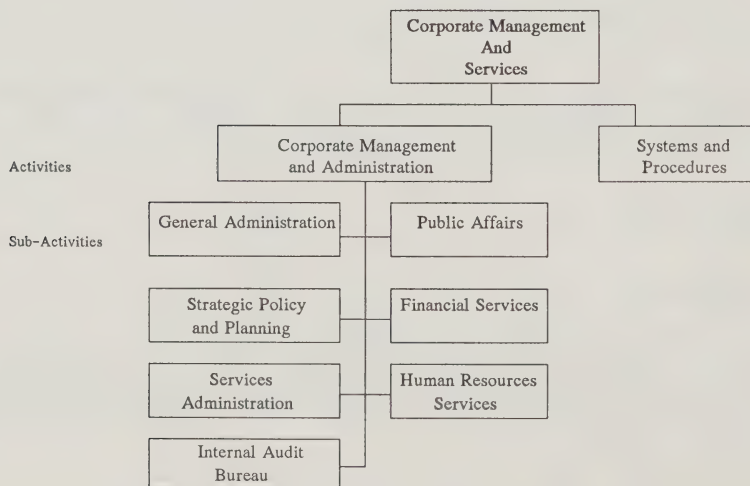 Corporate Management
And
Services
Corporate Management
and Administration
Systems and
Procedures
Activities
General Administration
Public Affairs
Sub-Activities
Strategic Policy
and Planning
Financial Services
Services
Administration
Human Resources
Services
Internal Audit
Bureau